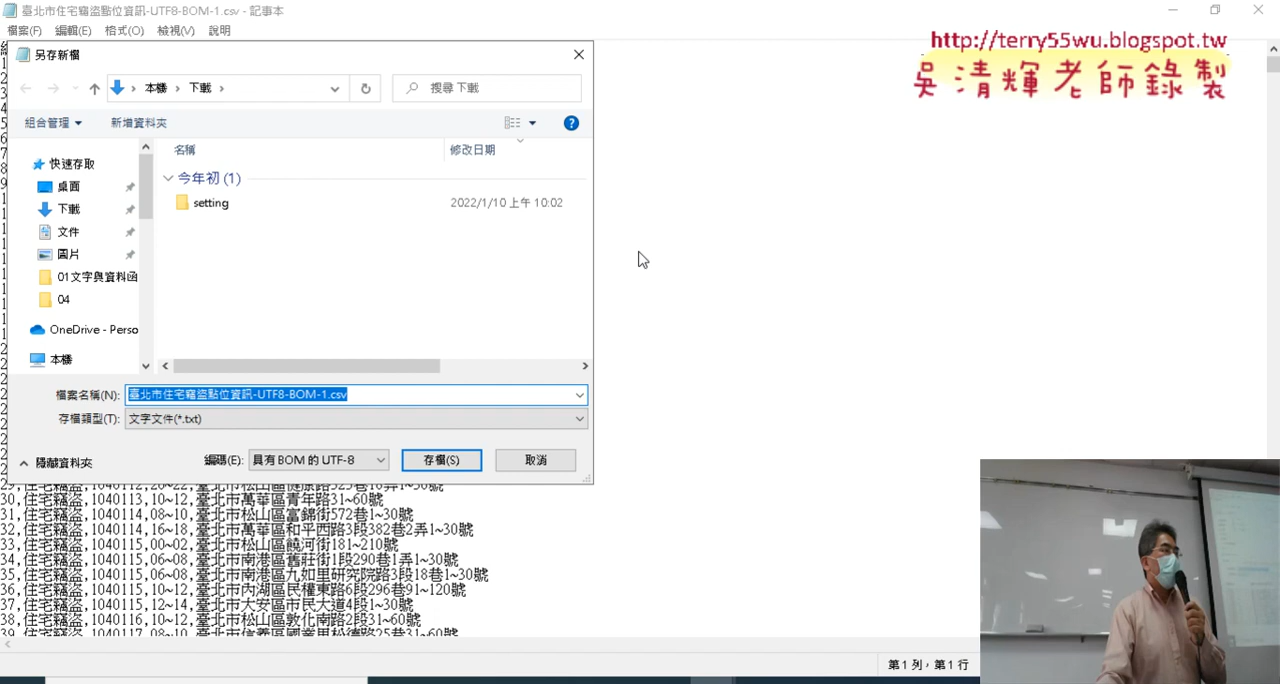 臺北市住宅竊盜點位資訊-UTF8-BOM-1.csv - 記事本
檔案(F) 編輯(E) 格式(O) 檢視(V) 說明
http://terry55wu.blogspot.tw
吳清輝老師錄製
另存新檔
本機 › 下載 ›
搜尋 下載
組合管理 新增資料夾
名稱 修改日期
快速存取
今年初 (1)
桌面
setting 2022/1/10 上午 10:02
下載
文件
圖片
01文字與資料函
04
OneDrive - Perso
本機
檔案名稱(N): 臺北市住宅竊盜點位資訊-UTF8-BOM-1.csv
存檔類型(T): 文字文件(*.txt)
隱藏資料夾 編碼(E): 具有 BOM 的 UTF-8 存檔(S) 取消
30,住宅竊盜,1040112,10~12,臺北市萬華區青年路31~60號
31,住宅竊盜,1040114,08~10,臺北市松山區富錦街572巷1~30號
32,住宅竊盜,1040114,16~18,臺北市萬華區和平西路3段382巷2弄1~30號
33,住宅竊盜,1040115,00~02,臺北市松山區饒河街181~210號
34,住宅竊盜,1040115,06~08,臺北市南港區舊莊街1段290巷1弄1~30號
35,住宅竊盜,1040115,06~08,臺北市南港區九如里研究院路3段18巷1~30號
36,住宅竊盜,1040115,10~12,臺北市內湖區民權東路6段296巷91~120號
37,住宅竊盜,1040115,12~14,臺北市大安區市民大道4段1~30號
38,住宅竊盜,1040116,10~12,臺北市松山區敦化南路2段31~60號
第 1 列，第 1 行